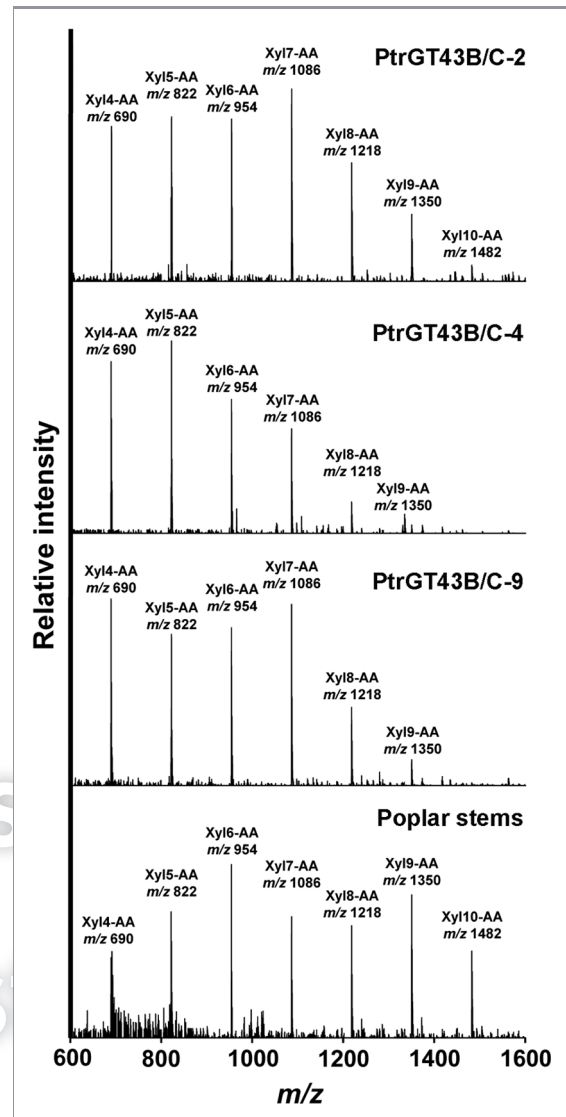 PtrGT43B/C-2
Xyl4-AA
m/z 690
Xyl5-AA
m/z 822
Xyl6-AA
m/z 954
Xyl7-AA
m/z 1086
Xyl8-AA
m/z 1218
Xyl9-AA
m/z 1350
Xyl10-AA
m/z 1482
PtrGT43B/C-4
Xyl4-AA
m/z 690
Xyl5-AA
m/z 822
Xyl6-AA
m/z 954
Xyl7-AA
m/z 1086
Xyl8-AA
m/z 1218
Xyl9-AA
m/z 1350
PtrGT43B/C-9
Xyl4-AA
m/z 690
Xyl5-AA
m/z 822
Xyl6-AA
m/z 954
Xyl7-AA
m/z 1086
Xyl8-AA
m/z 1218
Xyl9-AA
m/z 1350
Poplar stems
Xyl4-AA
m/z 690
Xyl5-AA
m/z 822
Xyl6-AA
m/z 954
Xyl7-AA
m/z 1086
Xyl8-AA
m/z 1218
Xyl9-AA
m/z 1350
Xyl10-AA
m/z 1482
Relative intensity
600 800 1000 1200 1400 1600
m/z